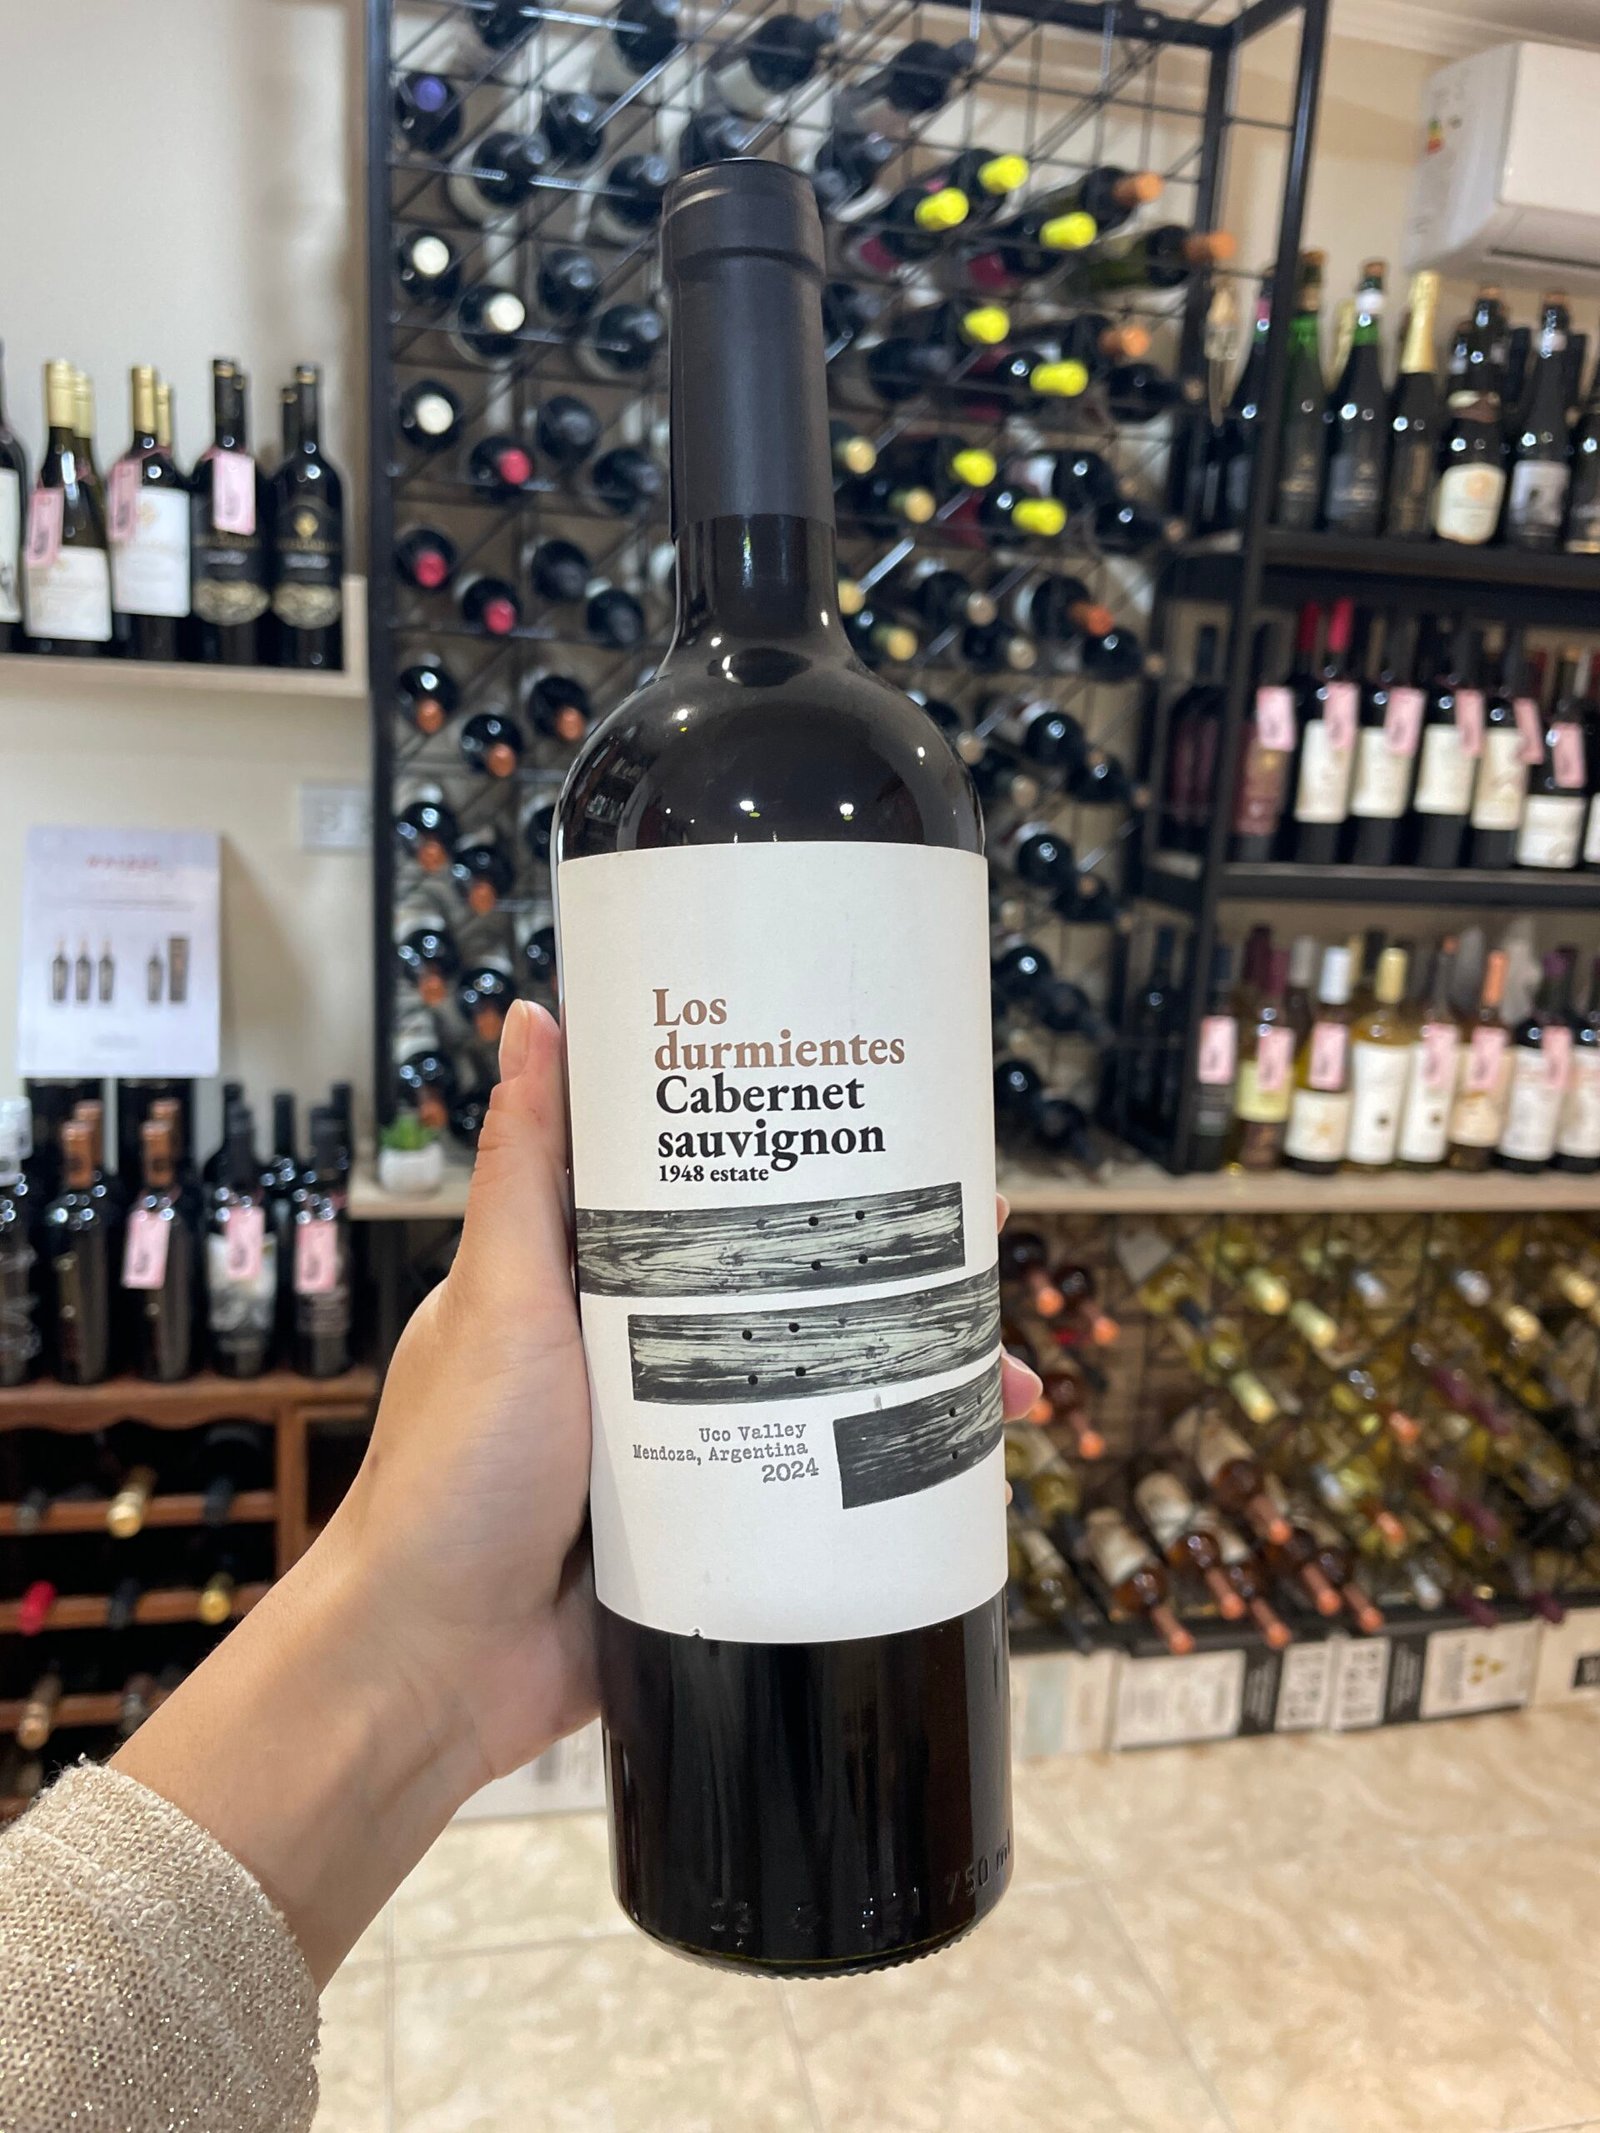 Los
durmientes
Cabernet
sauvignon
1948 estate
Uco Valley
Mendoza, Argentina
2024
750 ml